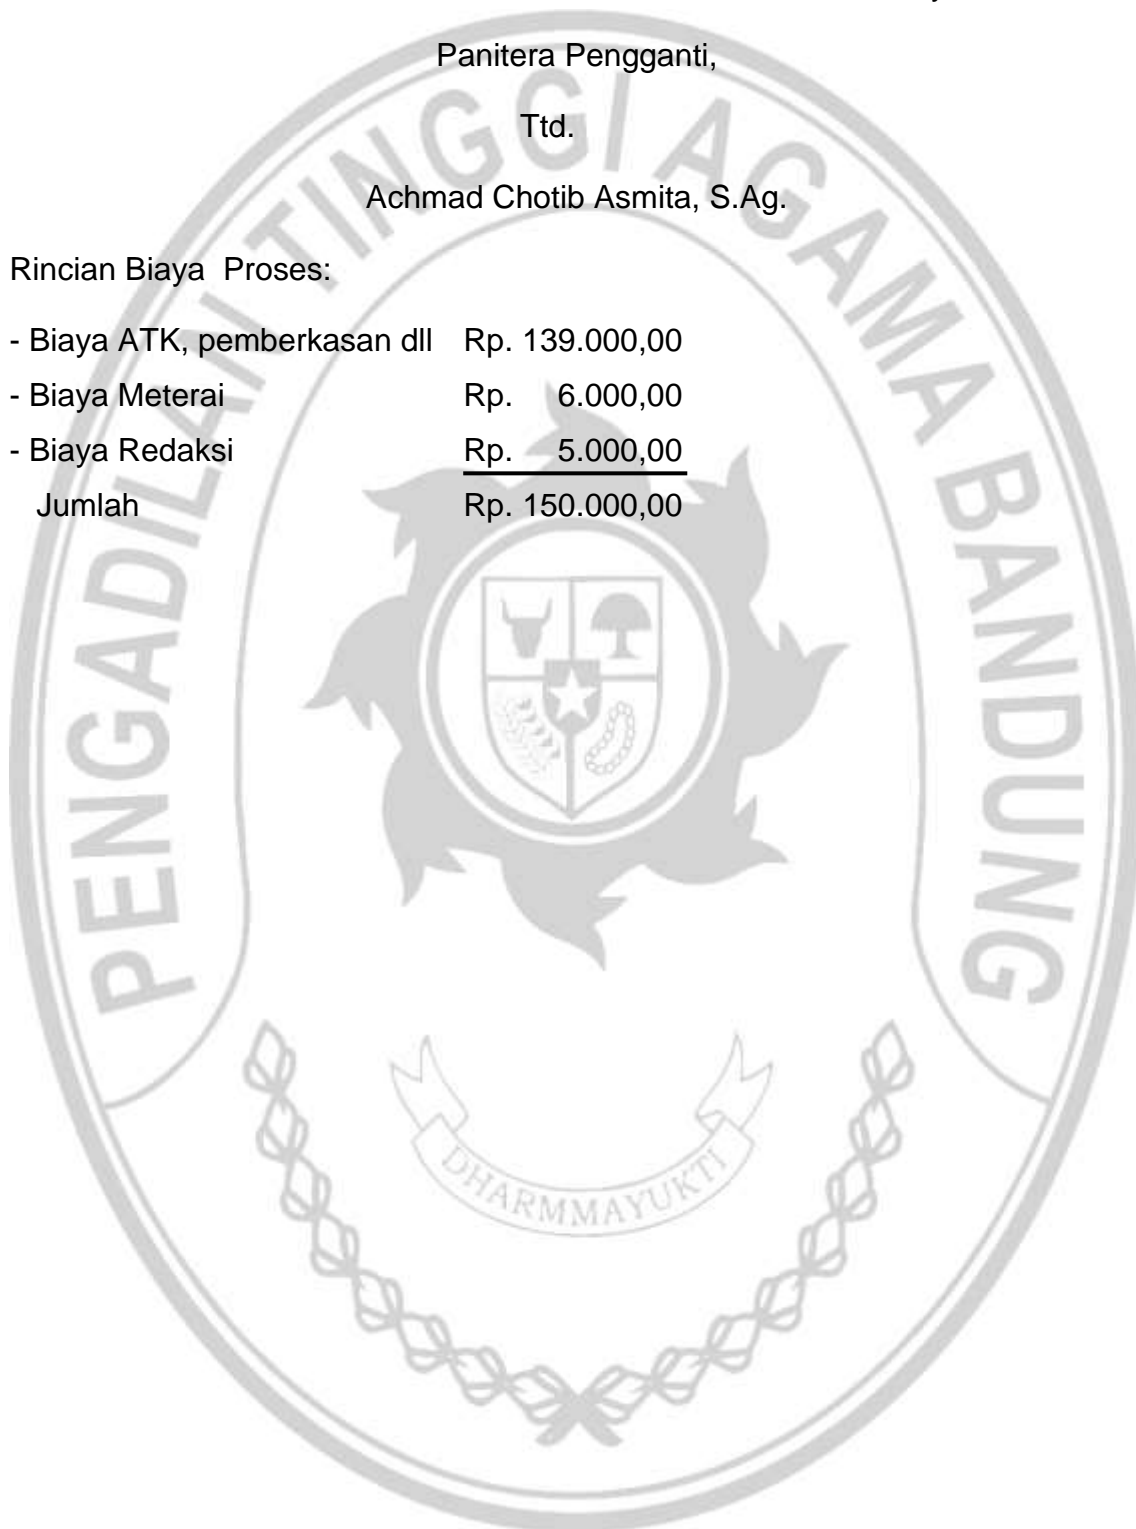 Panitera Pengganti,
Ttd.
Achmad Chotib Asmita, S.Ag.
Rincian Biaya  Proses:
- Biaya ATK, pemberkasan dll Rp. 139.000,00
- Biaya Meterai Rp. 6.000,00
- Biaya Redaksi Rp. 5.000,00
Jumlah Rp. 150.000,00
PENGADILAN TINGGI AGAMA BANDUNG
DHARMMAYUKTI